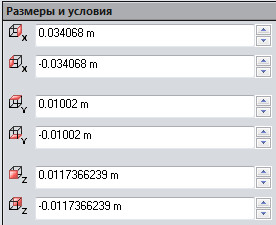 Размеры и условия
X 0.034068 m
X -0.034068 m
Y 0.01002 m
Y -0.01002 m
Z 0.0117366239 m
Z -0.0117366239 m